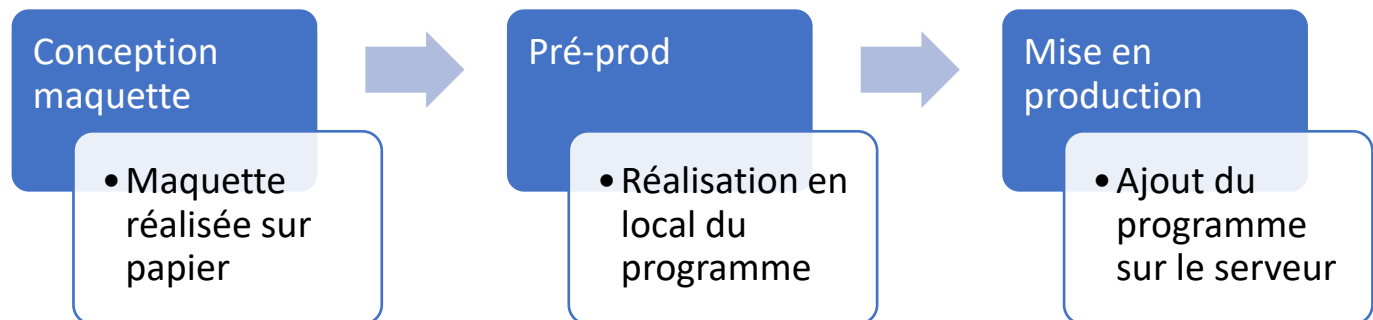 Conception
maquette
• Maquette
réalisée sur
papier
Pré-prod
• Réalisation en
local du
programme
Mise en
production
• Ajout du
programme
sur le serveur